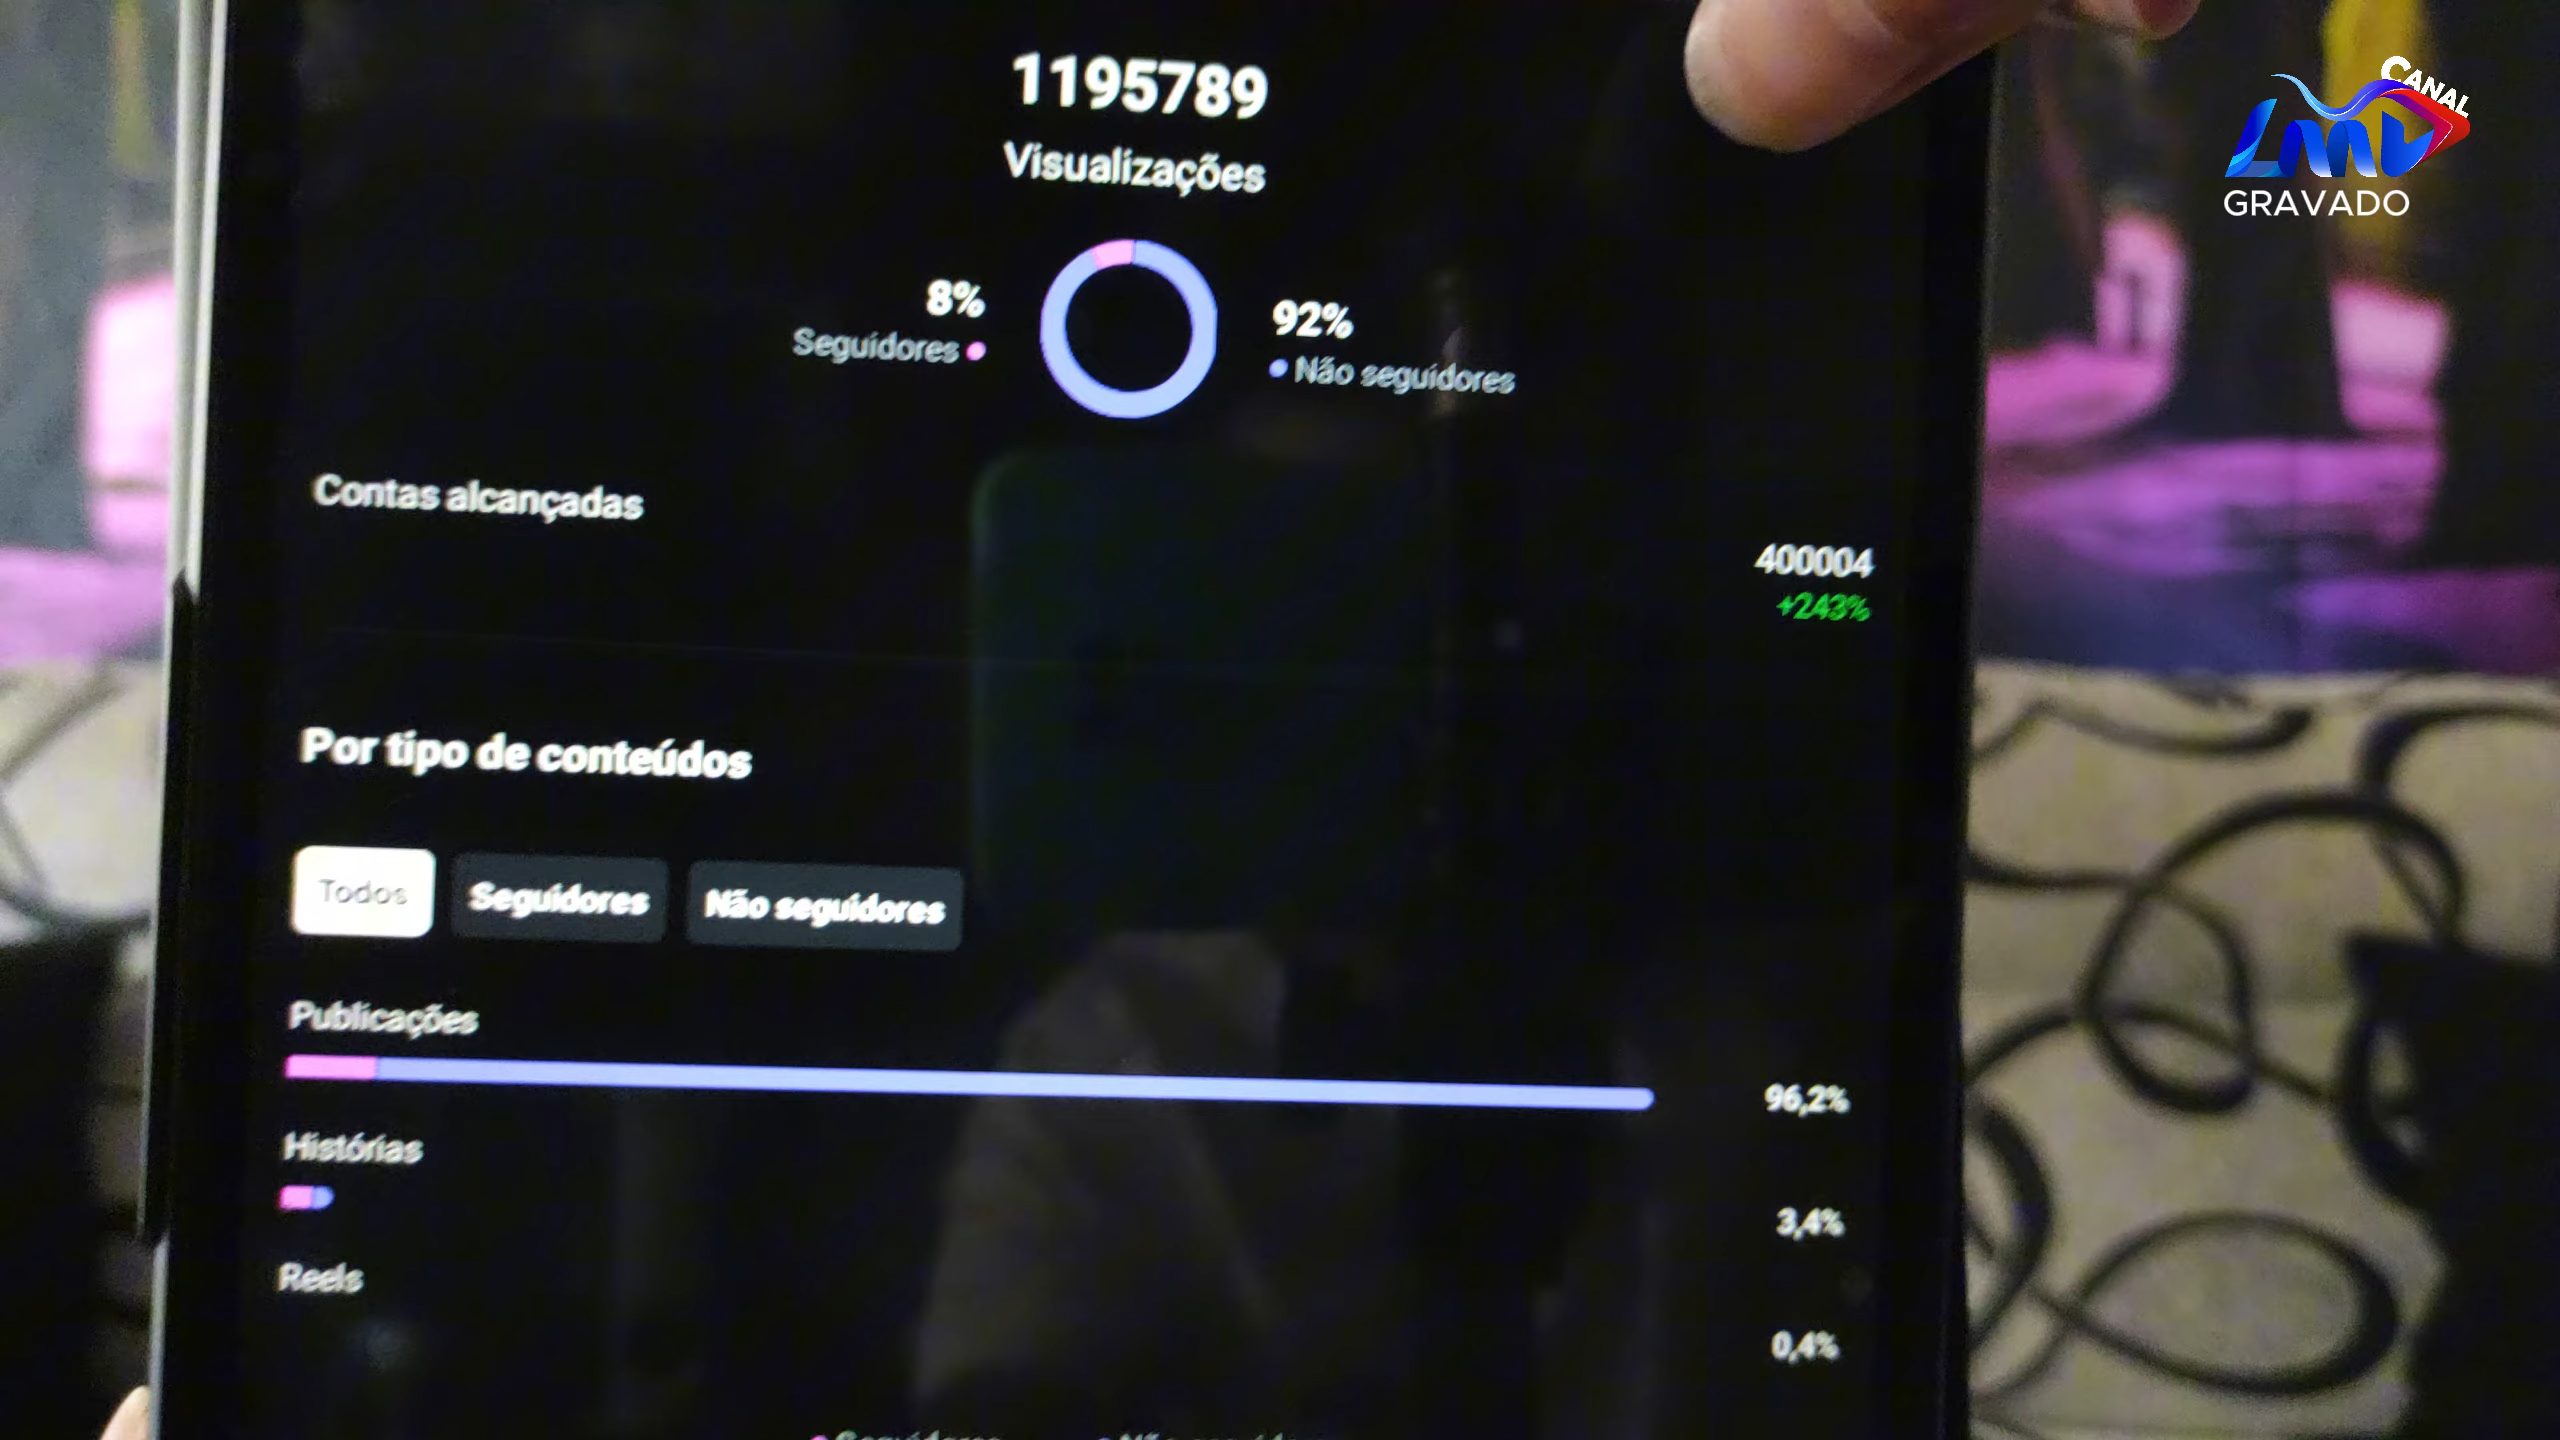 1195789
Visualizações
8%
Seguidores
92%
Não seguidores
Contas alcançadas
400004
+243%
Por tipo de conteúdos
Todos
Seguidores
Não seguidores
Publicações
96,2%
Histórias
3,4%
Reels
0,4%
CANAL
LMV
GRAVADO